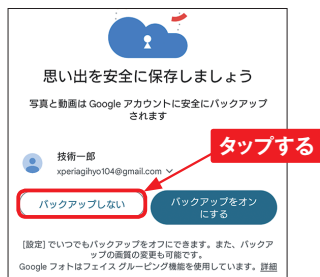 思い出を安全に保存しましょう
写真と動画は Google アカウントに安全にバックアップ
されます
タップする
技術一郎
xperiagihyo104@gmail.com
バックアップしない
バックアップをオン
にする
[設定] でいつでもバックアップをオフにできます。また、バックア
ップの画質の変更も可能です。
Google フォトはフェイス グルーピング機能を使用しています。詳細